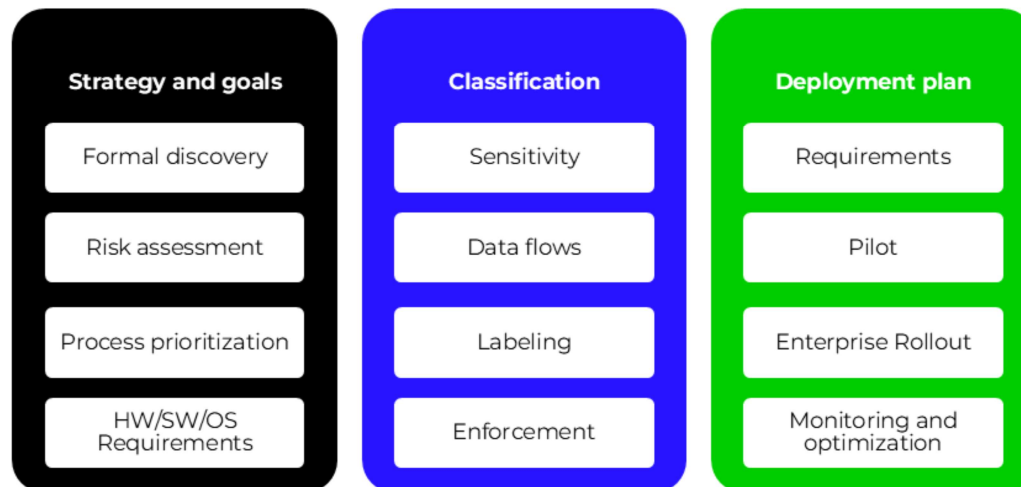 Strategy and goals
Formal discovery
Risk assessment
Process prioritization
HW/SW/OS
Requirements
Classification
Sensitivity
Data flows
Labeling
Enforcement
Deployment plan
Requirements
Pilot
Enterprise Rollout
Monitoring and
optimization